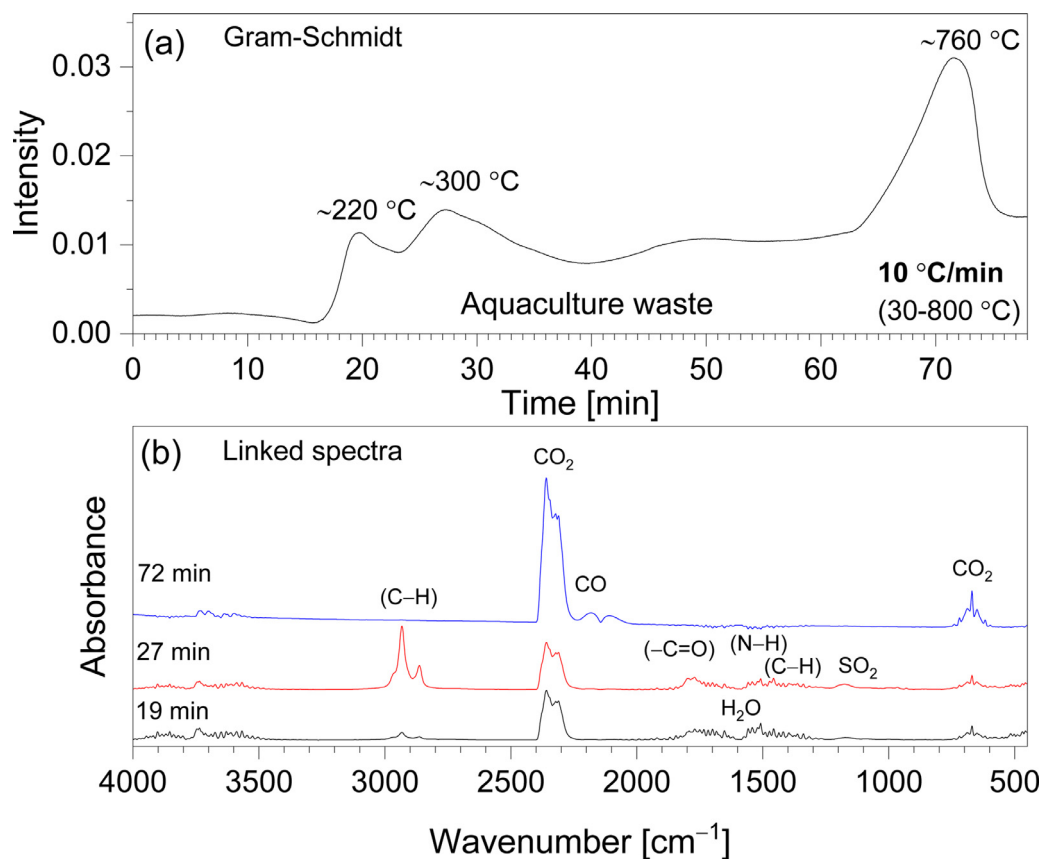 (a) Gram-Schmidt
~760 °C
0.03
Intensity
0.02
~300 °C
~220 °C
0.01
10 °C/min
Aquaculture waste
(30-800 °C)
0.00
0 10 20 30 40 50 60 70
Time [min]
(b) Linked spectra
CO₂
72 min
CO
CO₂
(C–H)
Absorbance
27 min
(–C=O)
(N–H)
(C–H)
SO₂
19 min
H₂O
4000 3500 3000 2500 2000 1500 1000 500
Wavenumber [cm⁻¹]